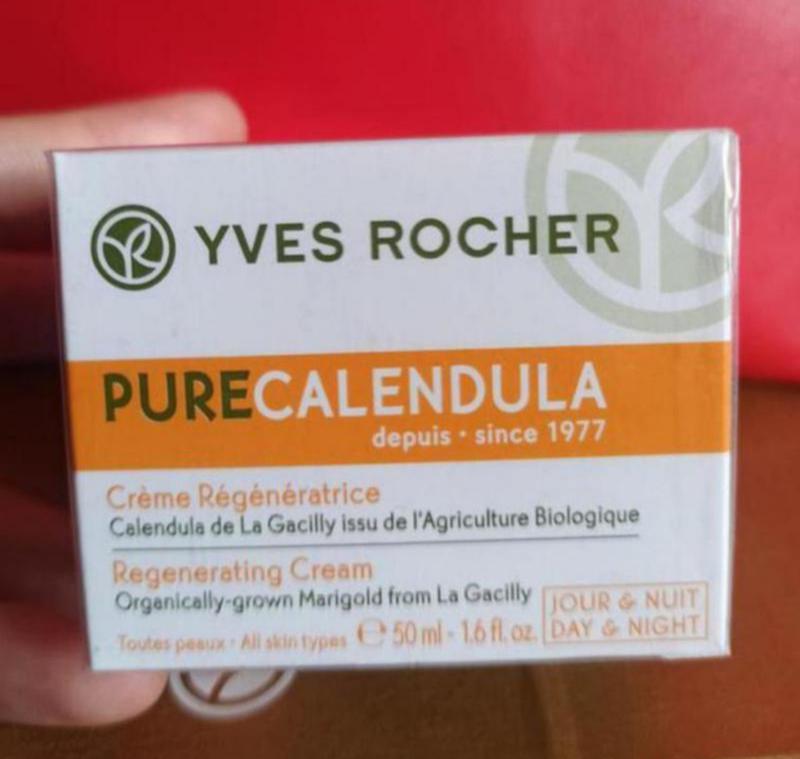 YVES ROCHER
PURECALENDULA
depuis · since 1977
Crème Régénératrice
Calendula de La Gacilly issu de l'Agriculture Biologique
Regenerating Cream
Organically-grown Marigold from La Gacilly
JOUR & NUIT
DAY & NIGHT
Toutes peaux · All skin types ℮ 50 ml - 1.6 fl. oz.